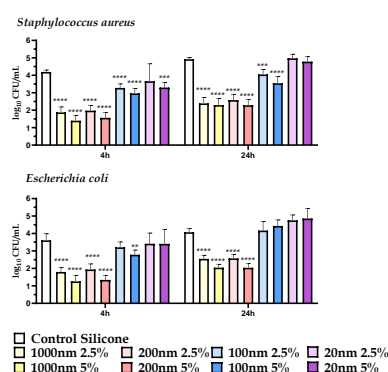 Staphylococcus aureus
log10 CFU/mL
6
5
4
3
2
1
0
**** **** **** **** **** **** ***
**** **** **** **** *** ****
4h 24h
Escherichia coli
log10 CFU/mL
6
5
4
3
2
1
0
**** **** **** **** **
**** **** **** ****
4h 24h
Control Silicone
1000nm 2.5% 200nm 2.5% 100nm 2.5% 20nm 2.5%
1000nm 5% 200nm 5% 100nm 5% 20nm 5%